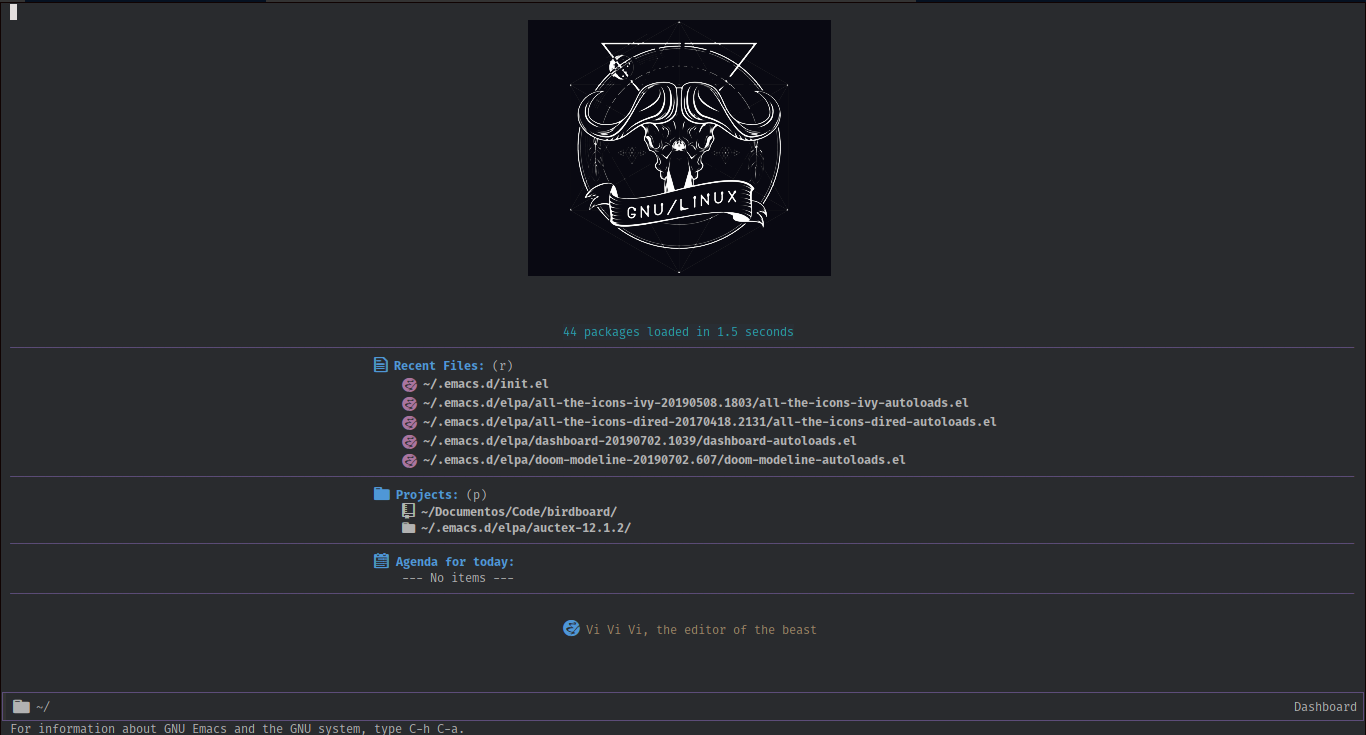 GNU/LINUX
44 packages loaded in 1.5 seconds
Recent Files: (r)
~/.emacs.d/init.el
~/.emacs.d/elpa/all-the-icons-ivy-20190508.1803/all-the-icons-ivy-autoloads.el
~/.emacs.d/elpa/all-the-icons-dired-20170418.2131/all-the-icons-dired-autoloads.el
~/.emacs.d/elpa/dashboard-20190702.1039/dashboard-autoloads.el
~/.emacs.d/elpa/doom-modeline-20190702.607/doom-modeline-autoloads.el
Projects: (p)
~/Documentos/Code/birdboard/
~/.emacs.d/elpa/auctex-12.1.2/
Agenda for today:
--- No items ---
Vi Vi Vi, the editor of the beast
~/ Dashboard
For information about GNU Emacs and the GNU system, type C-h C-a.